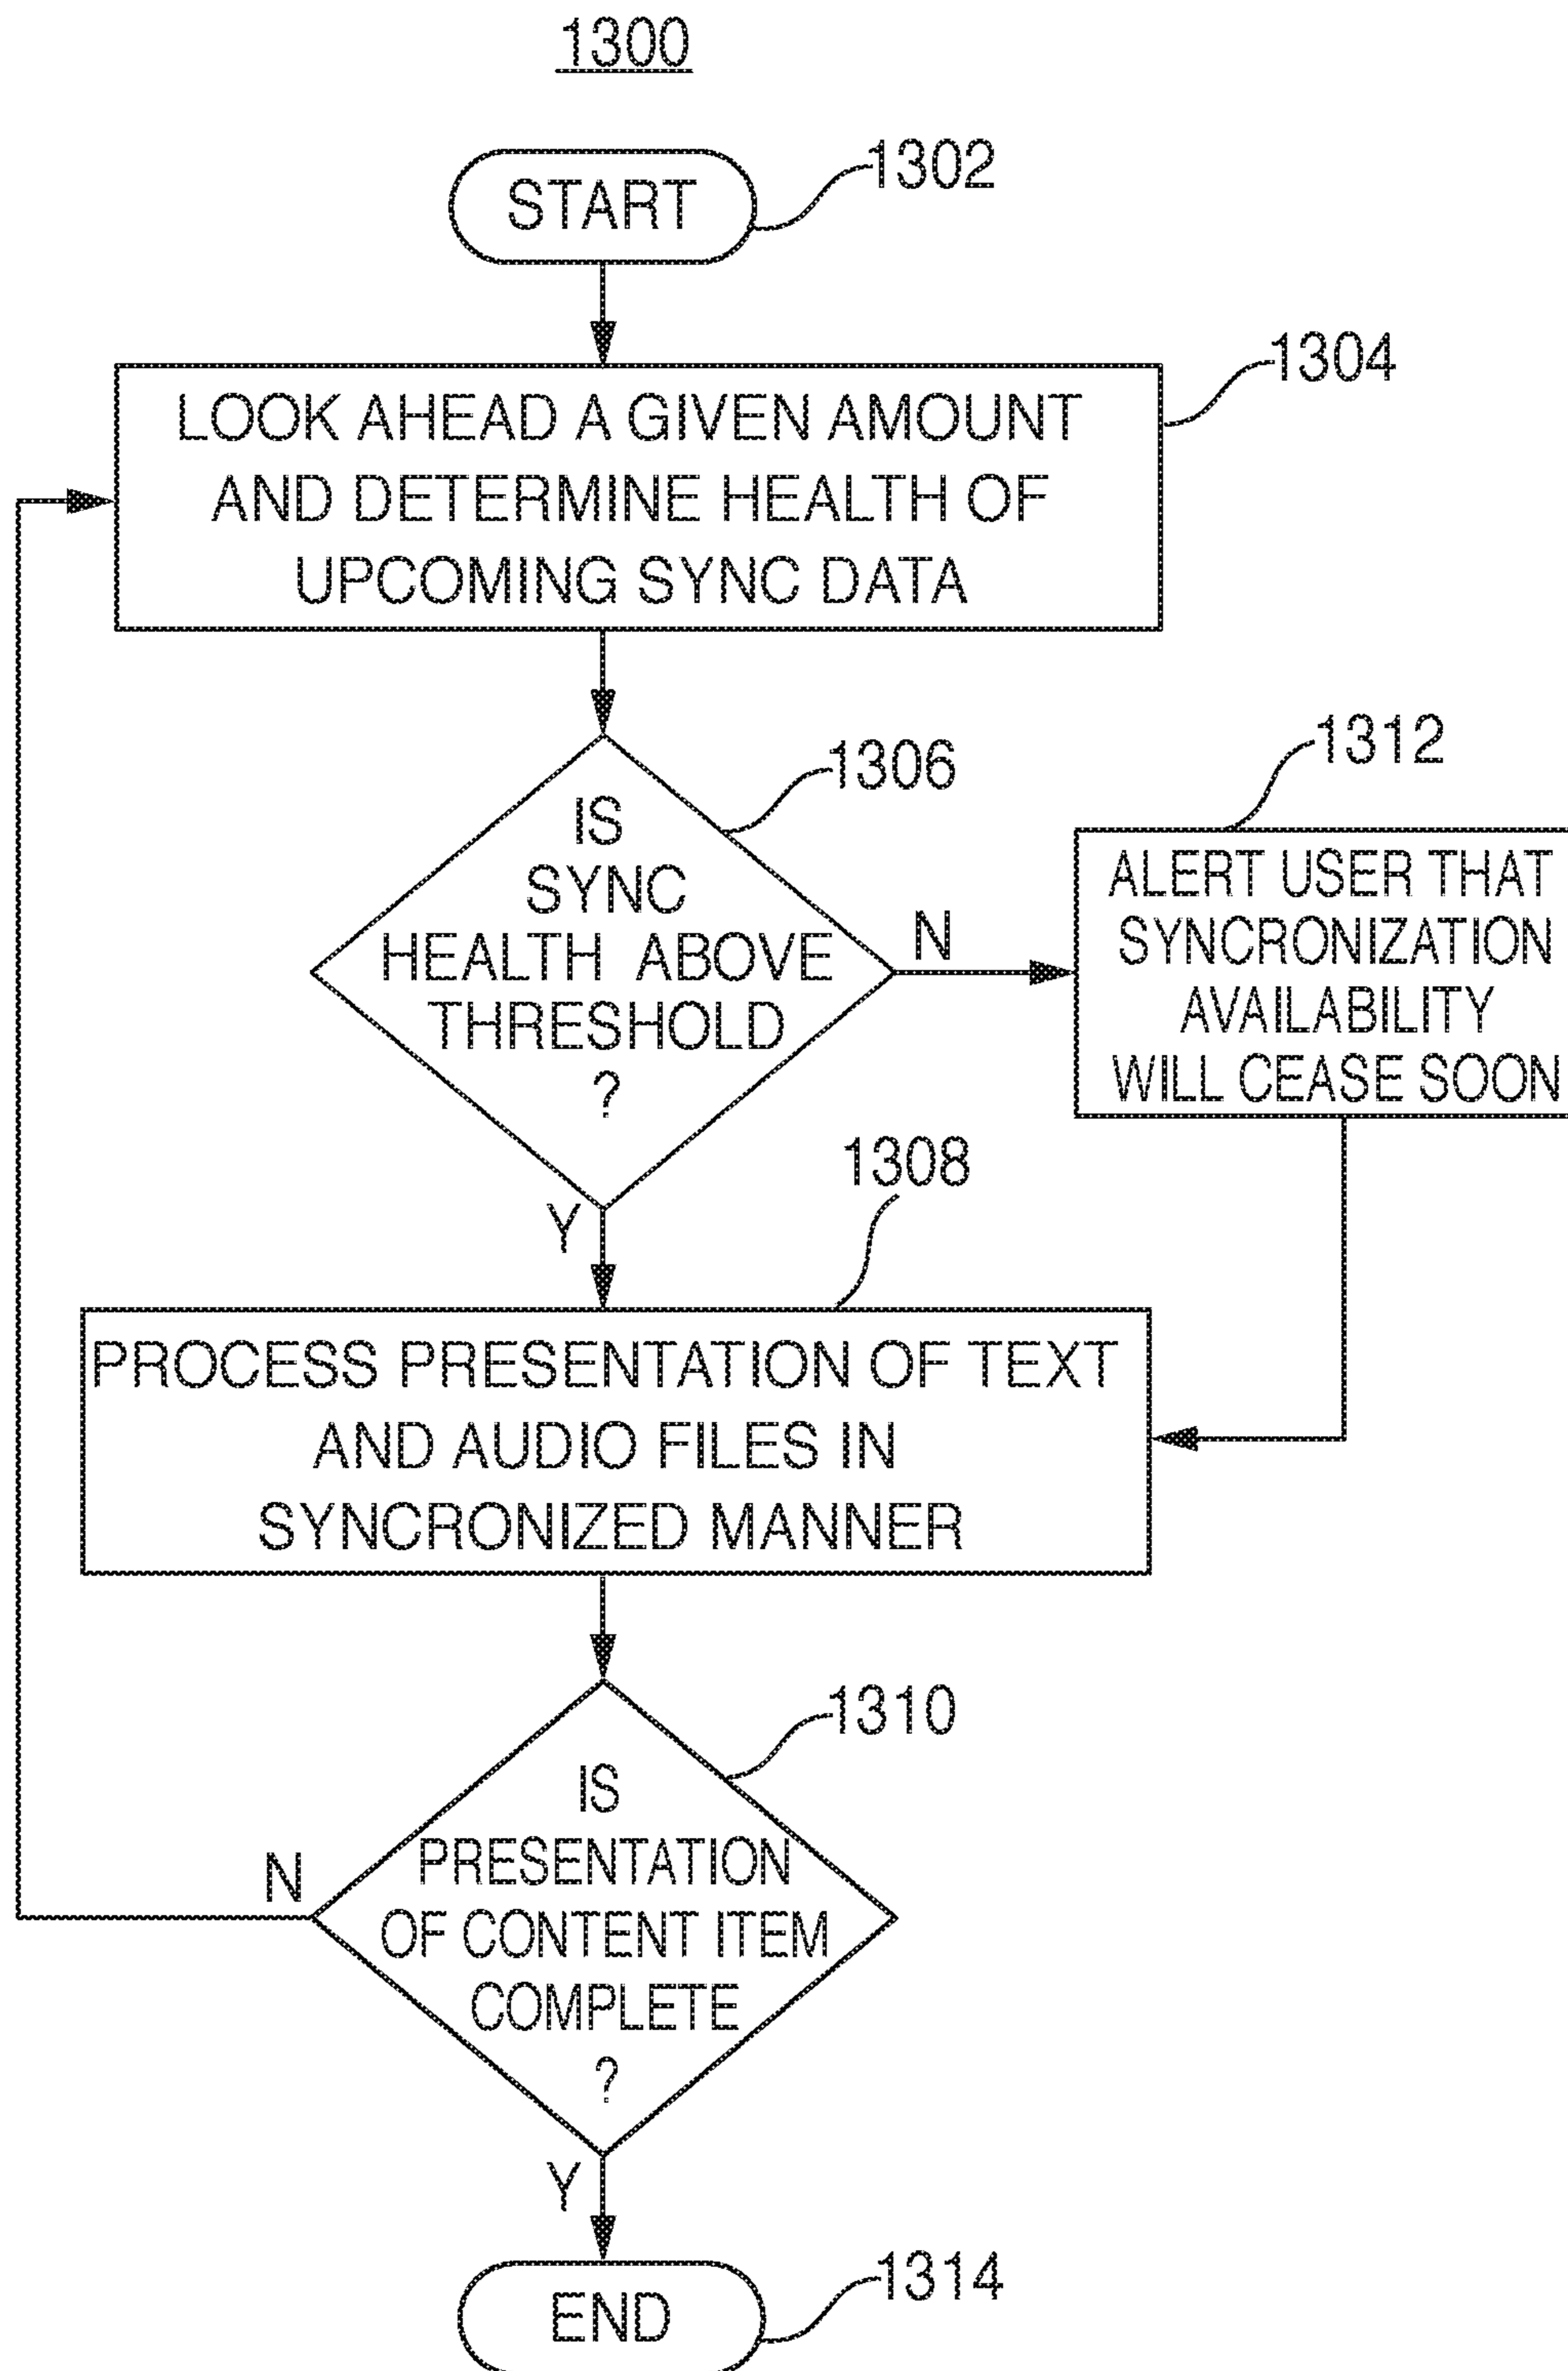 1300
START
1302
LOOK AHEAD A GIVEN AMOUNT
AND DETERMINE HEALTH OF
UPCOMING SYNC DATA
1304
IS
SYNC
HEALTH ABOVE
THRESHOLD
?
1306
N
1312
ALERT USER THAT
SYNCRONIZATION
AVAILABILITY
WILL CEASE SOON
Y
1308
PROCESS PRESENTATION OF TEXT
AND AUDIO FILES IN
SYNCRONIZED MANNER
1310
IS
PRESENTATION
OF CONTENT ITEM
COMPLETE
?
N
Y
END
1314